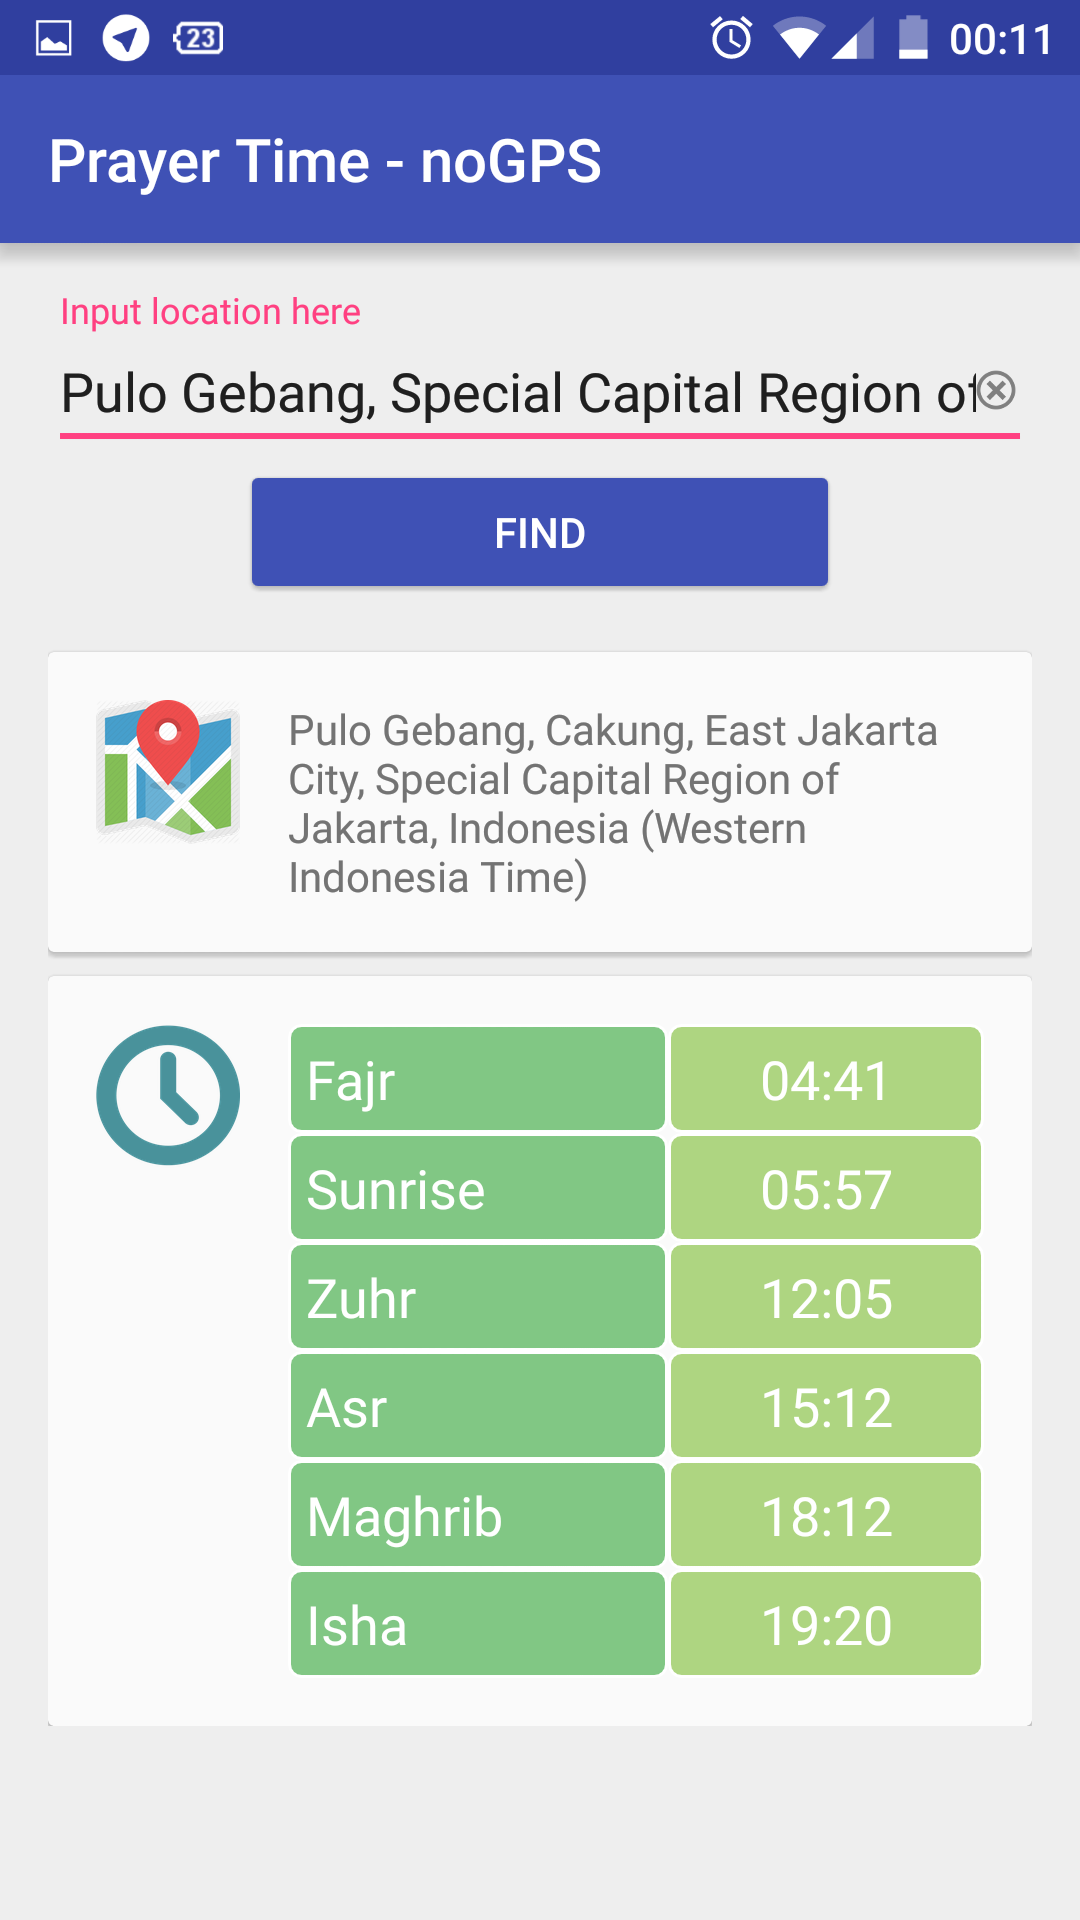 23
00:11
Prayer Time - noGPS
Input location here
Pulo Gebang, Special Capital Region of
FIND
Pulo Gebang, Cakung, East Jakarta
City, Special Capital Region of
Jakarta, Indonesia (Western
Indonesia Time)
Fajr 04:41
Sunrise 05:57
Zuhr 12:05
Asr 15:12
Maghrib 18:12
Isha 19:20